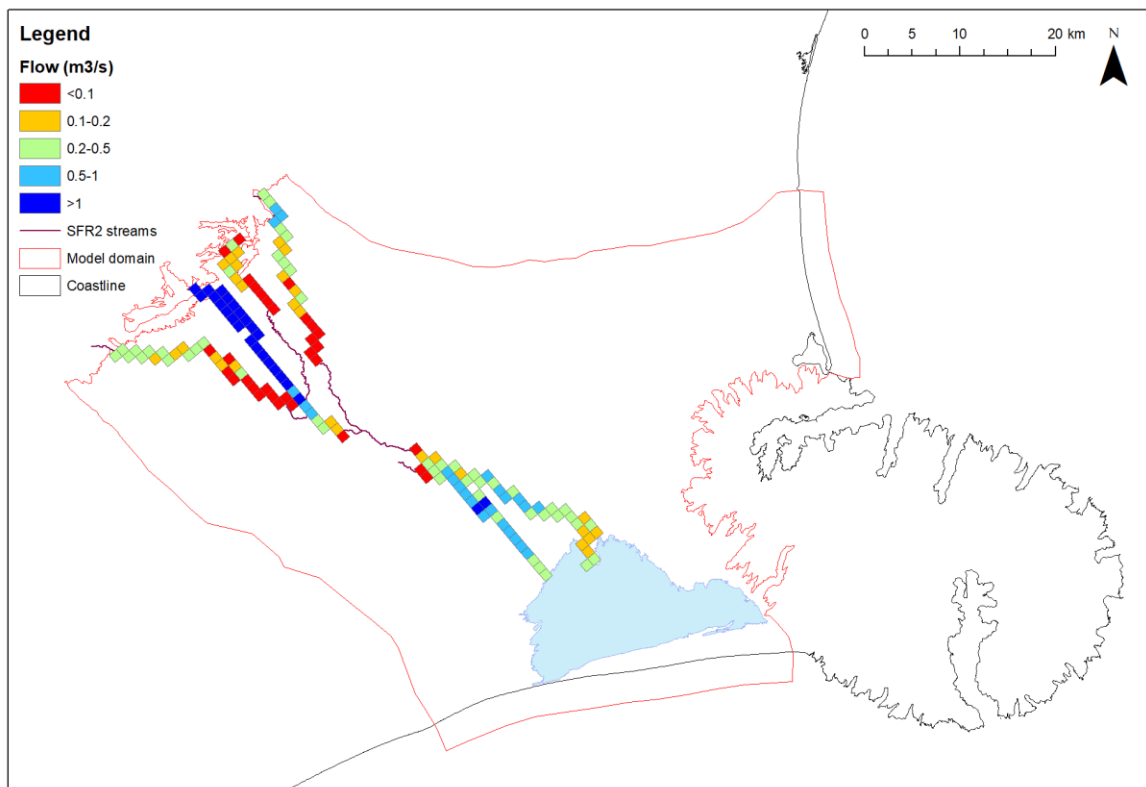 Legend
Flow (m3/s)
<0.1
0.1-0.2
0.2-0.5
0.5-1
>1
SFR2 streams
Model domain
Coastline
0 5 10 20 km
N